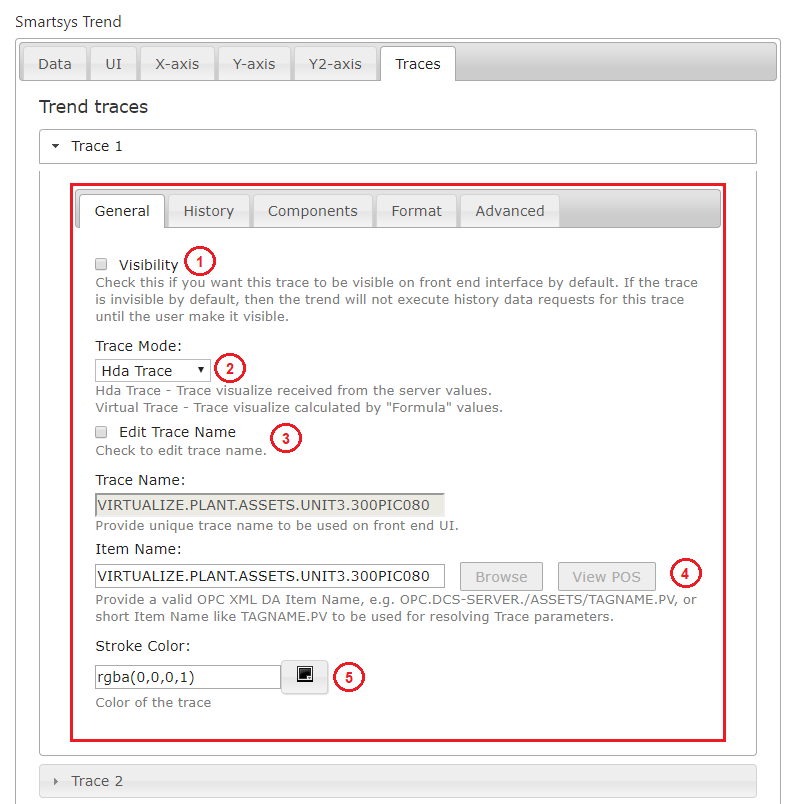 Smartsys Trend
Data UI X-axis Y-axis Y2-axis Traces
Trend traces
Trace 1
General History Components Format Advanced
Visibility 1
Check this if you want this trace to be visible on front end interface by default. If the trace
is invisible by default, then the trend will not execute history data requests for this trace
until the user make it visible.
Trace Mode:
Hda Trace 2
Hda Trace - Trace visualize received from the server values.
Virtual Trace - Trace visualize calculated by "Formula" values.
Edit Trace Name 3
Check to edit trace name.
Trace Name:
VIRTUALIZE.PLANT.ASSETS.UNIT3.300PIC080
Provide unique trace name to be used on front end UI.
Item Name:
VIRTUALIZE.PLANT.ASSETS.UNIT3.300PIC080 Browse View POS 4
Provide a valid OPC XML DA Item Name, e.g. OPC.DCS-SERVER./ASSETS/TAGNAME.PV, or
short Item Name like TAGNAME.PV to be used for resolving Trace parameters.
Stroke Color:
rgba(0,0,0,1) 5
Color of the trace
Trace 2